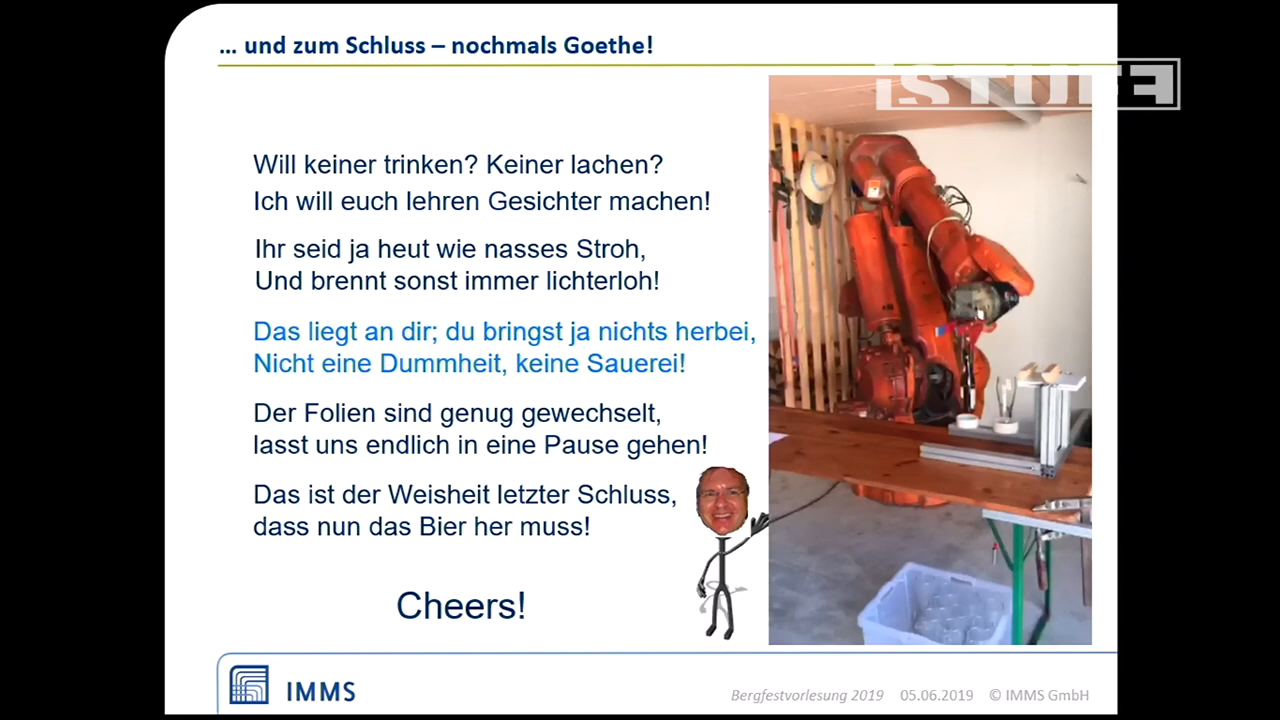 ... und zum Schluss – nochmals Goethe!
iSTUFF
Will keiner trinken? Keiner lachen?
Ich will euch lehren Gesichter machen!
Ihr seid ja heut wie nasses Stroh,
Und brennt sonst immer lichterloh!
Das liegt an dir; du bringst ja nichts herbei,
Nicht eine Dummheit, keine Sauerei!
Der Folien sind genug gewechselt,
lasst uns endlich in eine Pause gehen!
Das ist der Weisheit letzter Schluss,
dass nun das Bier her muss!
Cheers!
IMMS
Bergfestvorlesung 2019 05.06.2019 © IMMS GmbH